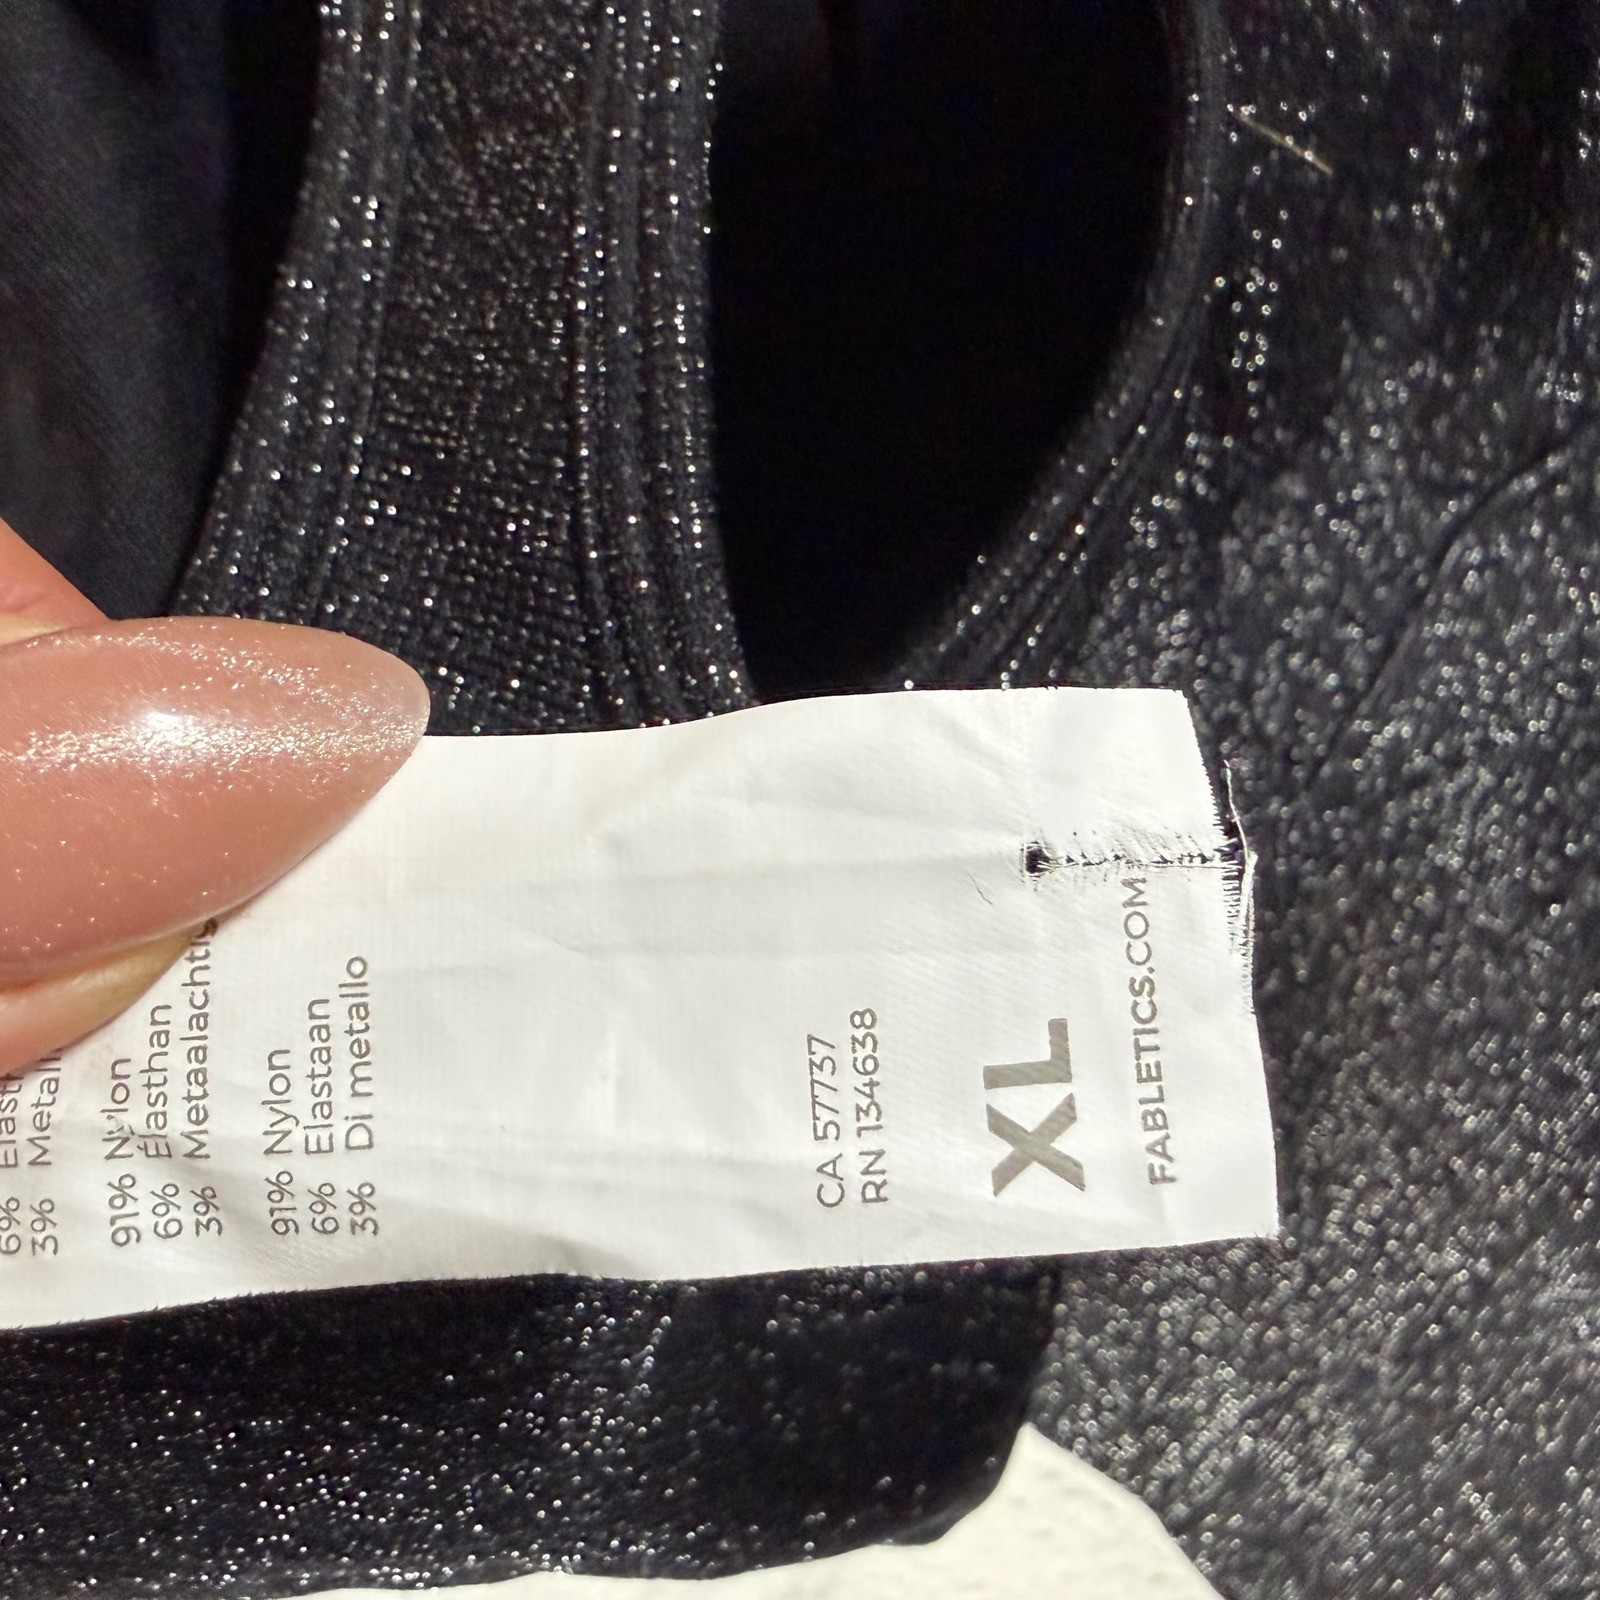 6%
3% Metall
91% Nylon
6% Élasthan
3% Metaalachtig
91% Nylon
6% Elastaan
3% Di metallo
CA 57737
RN 134638
XL
FABLETICS.COM